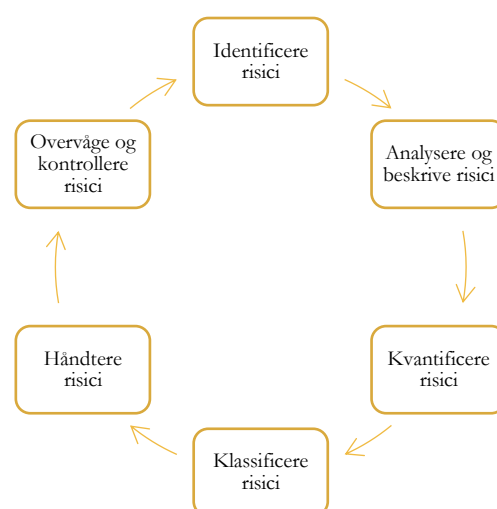 Identificere
risici
Analysere og
beskrive risici
Kvantificere
risici
Klassificere
risici
Håndtere
risici
Overvåge og
kontrollere
risici